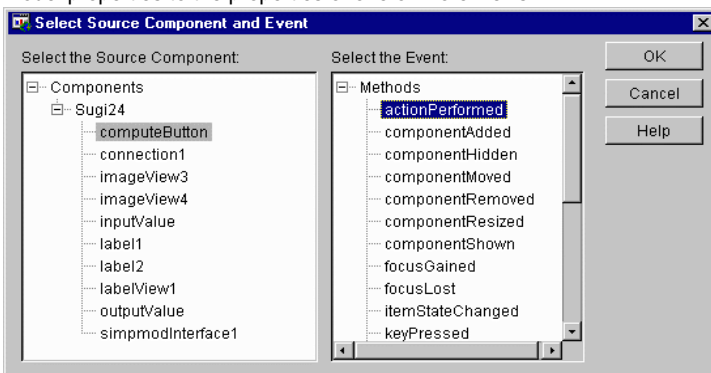 Select Source Component and Event
Select the Source Component:
Components
Sugi24
computeButton
connection1
imageView3
imageView4
inputValue
label1
label2
labelView1
outputValue
simpmodInterface1
Select the Event:
Methods
actionPerformed
componentAdded
componentHidden
componentMoved
componentRemoved
componentResized
componentShown
focusGained
focusLost
itemStateChanged
keyPressed
OK
Cancel
Help